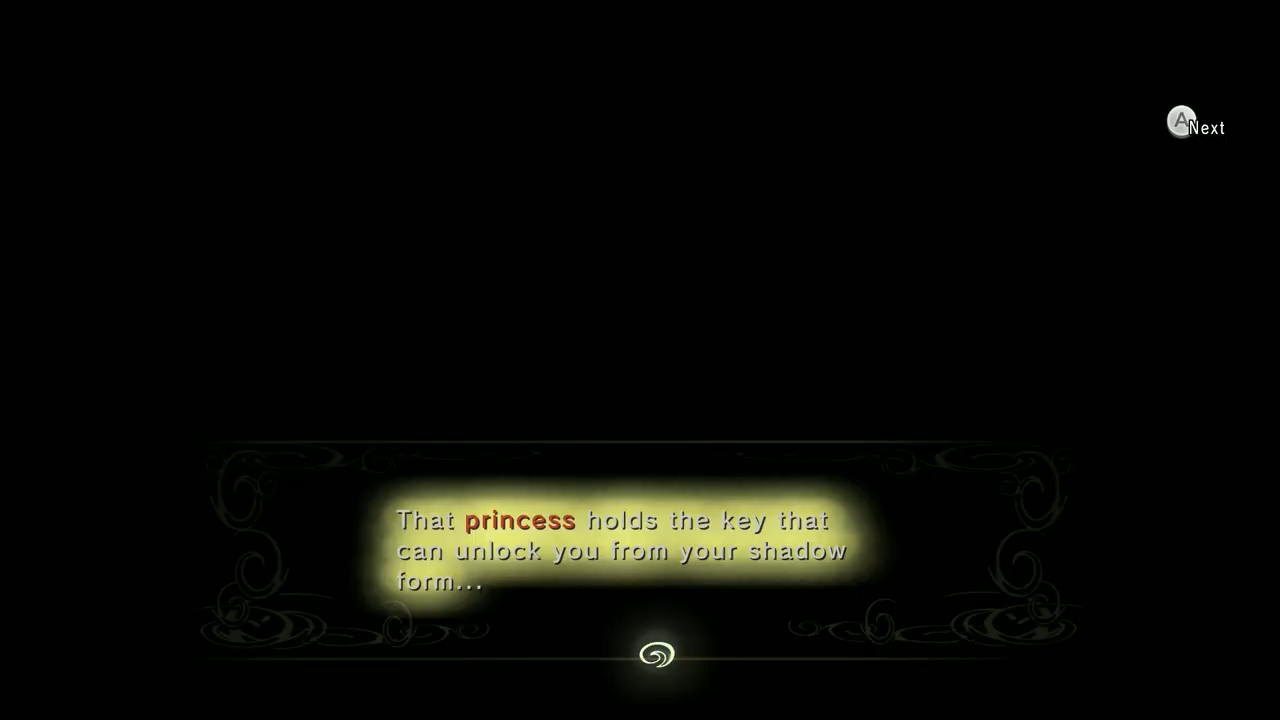 A Next
That princess holds the key that
can unlock you from your shadow
form...